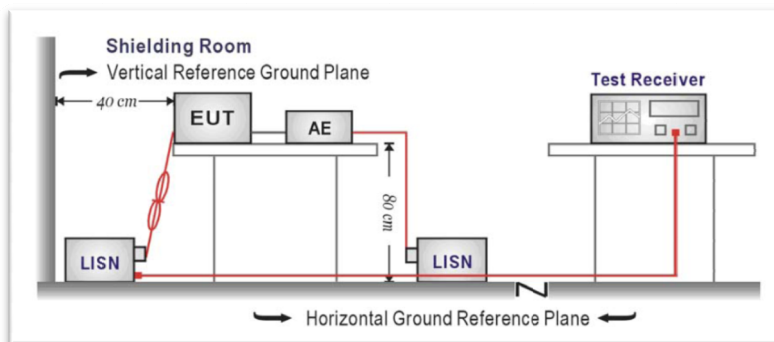 Shielding Room
Vertical Reference Ground Plane
40 cm
EUT
AE
Test Receiver
80 cm
LISN
LISN
Horizontal Ground Reference Plane